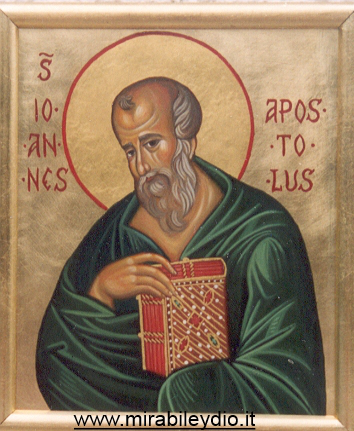 S̃
IO·
·AN·
·NES
APOS·
·TO·
·LUS
www.mirabileydio.it